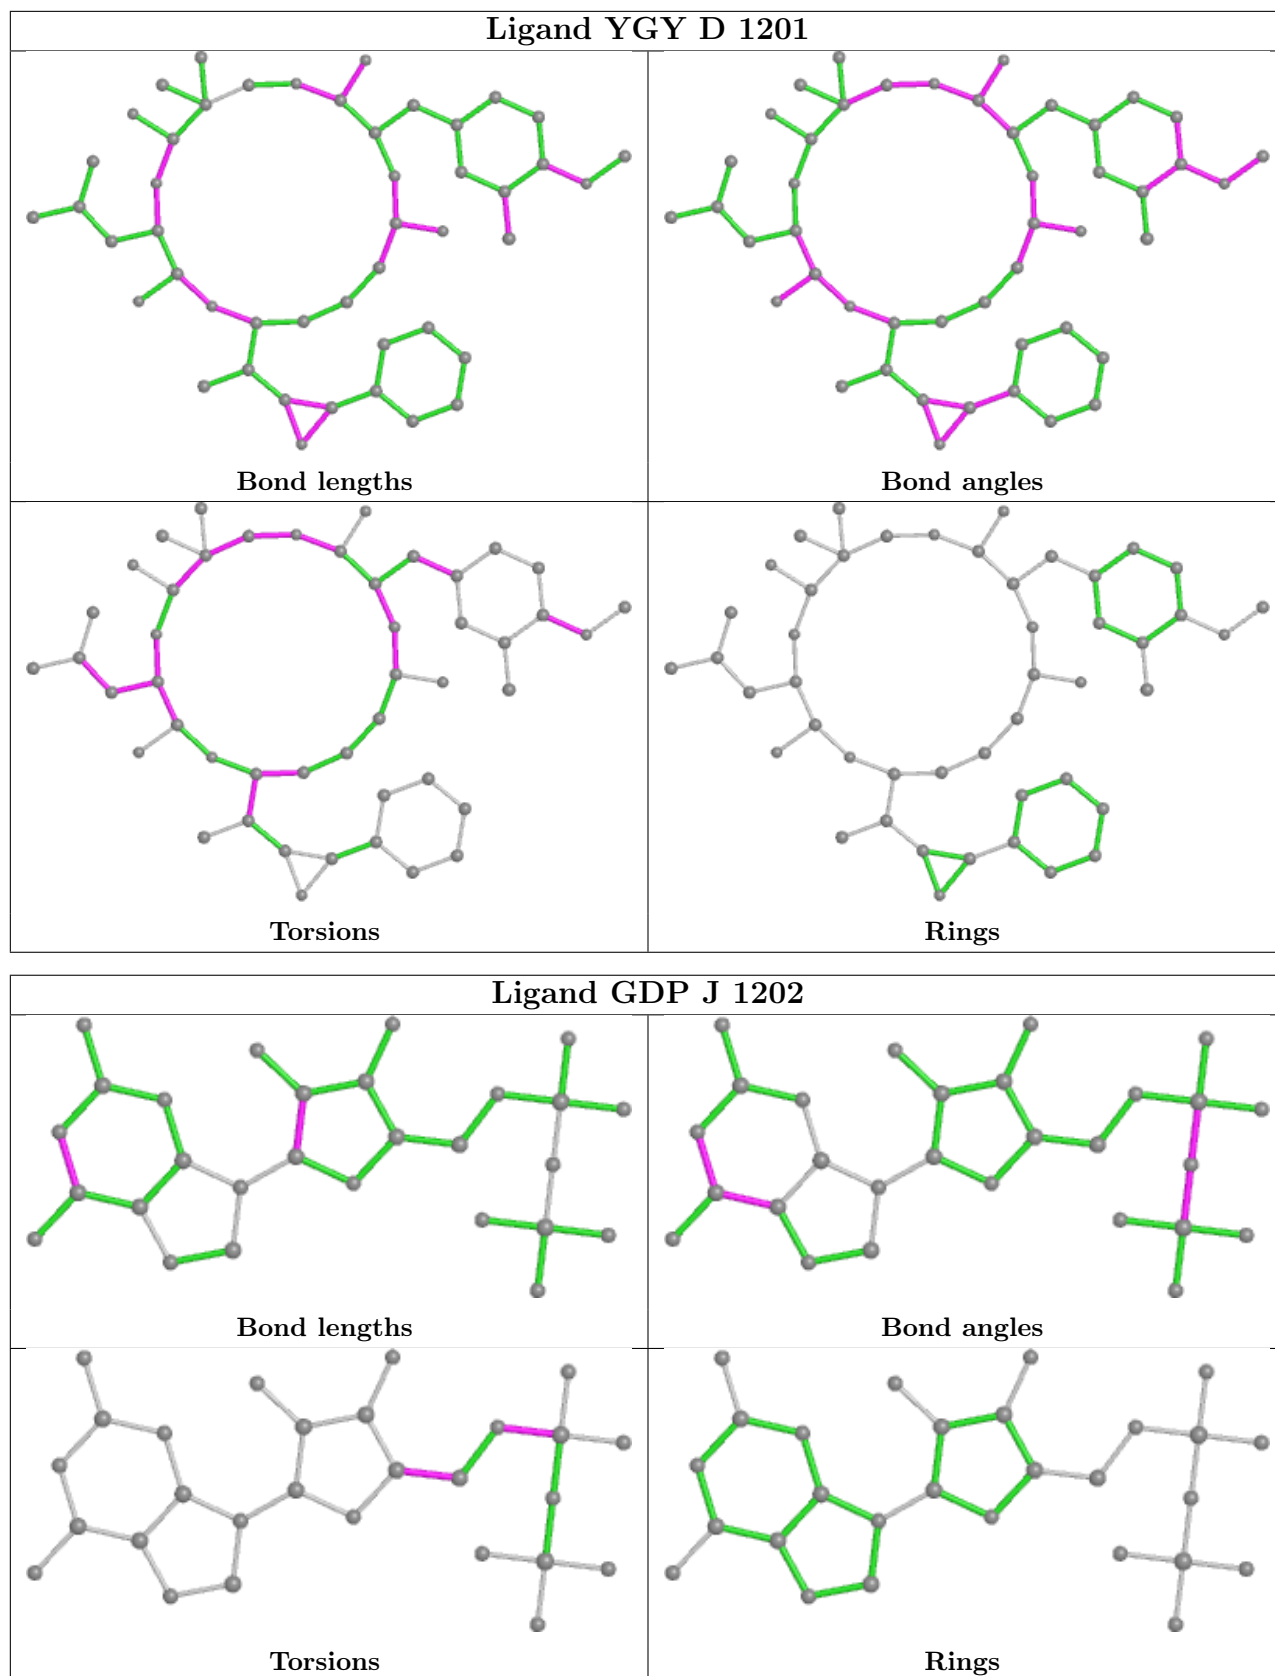 Ligand YGY D 1201
Bond lengths
Bond angles
Torsions
Rings
Ligand GDP J 1202
Bond lengths
Bond angles
Torsions
Rings